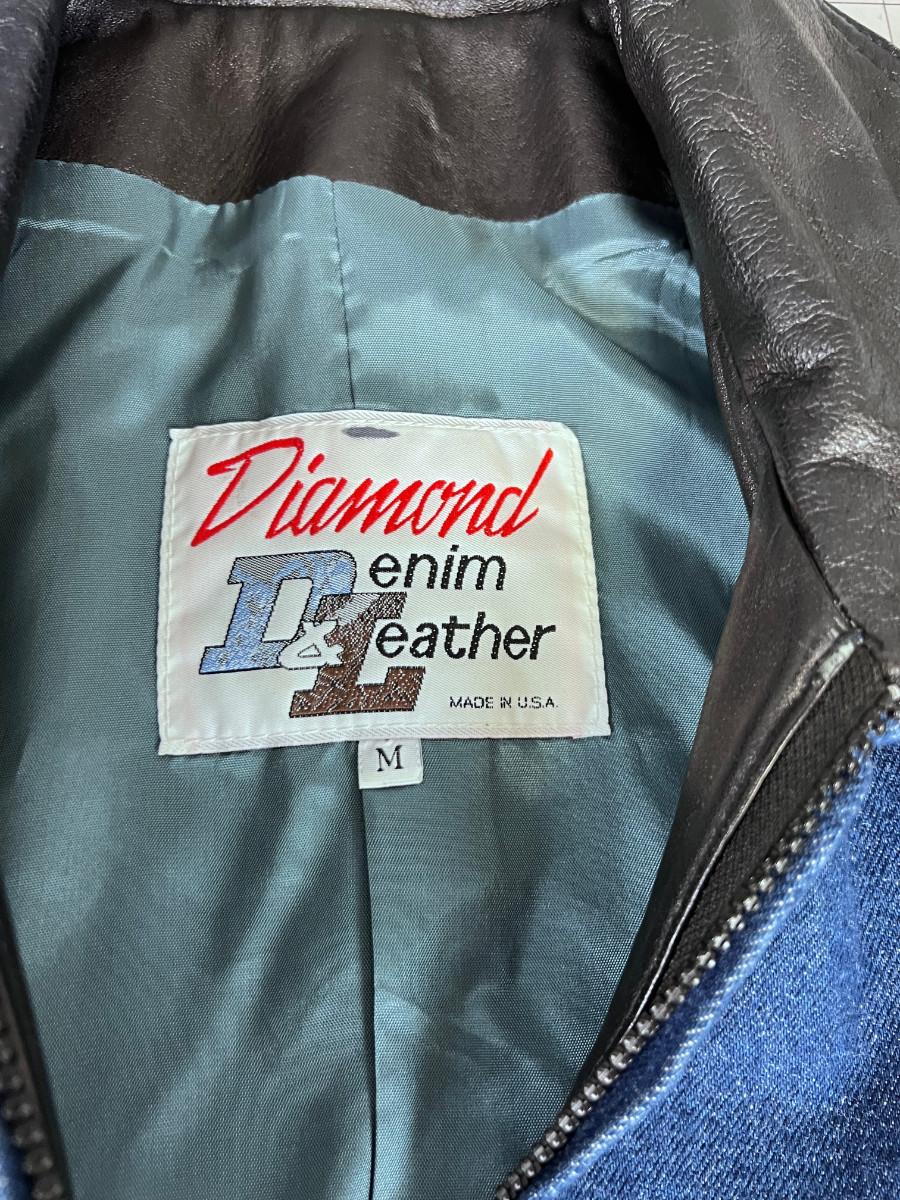 Diamond
Denim
& Leather
MADE IN U.S.A.
M